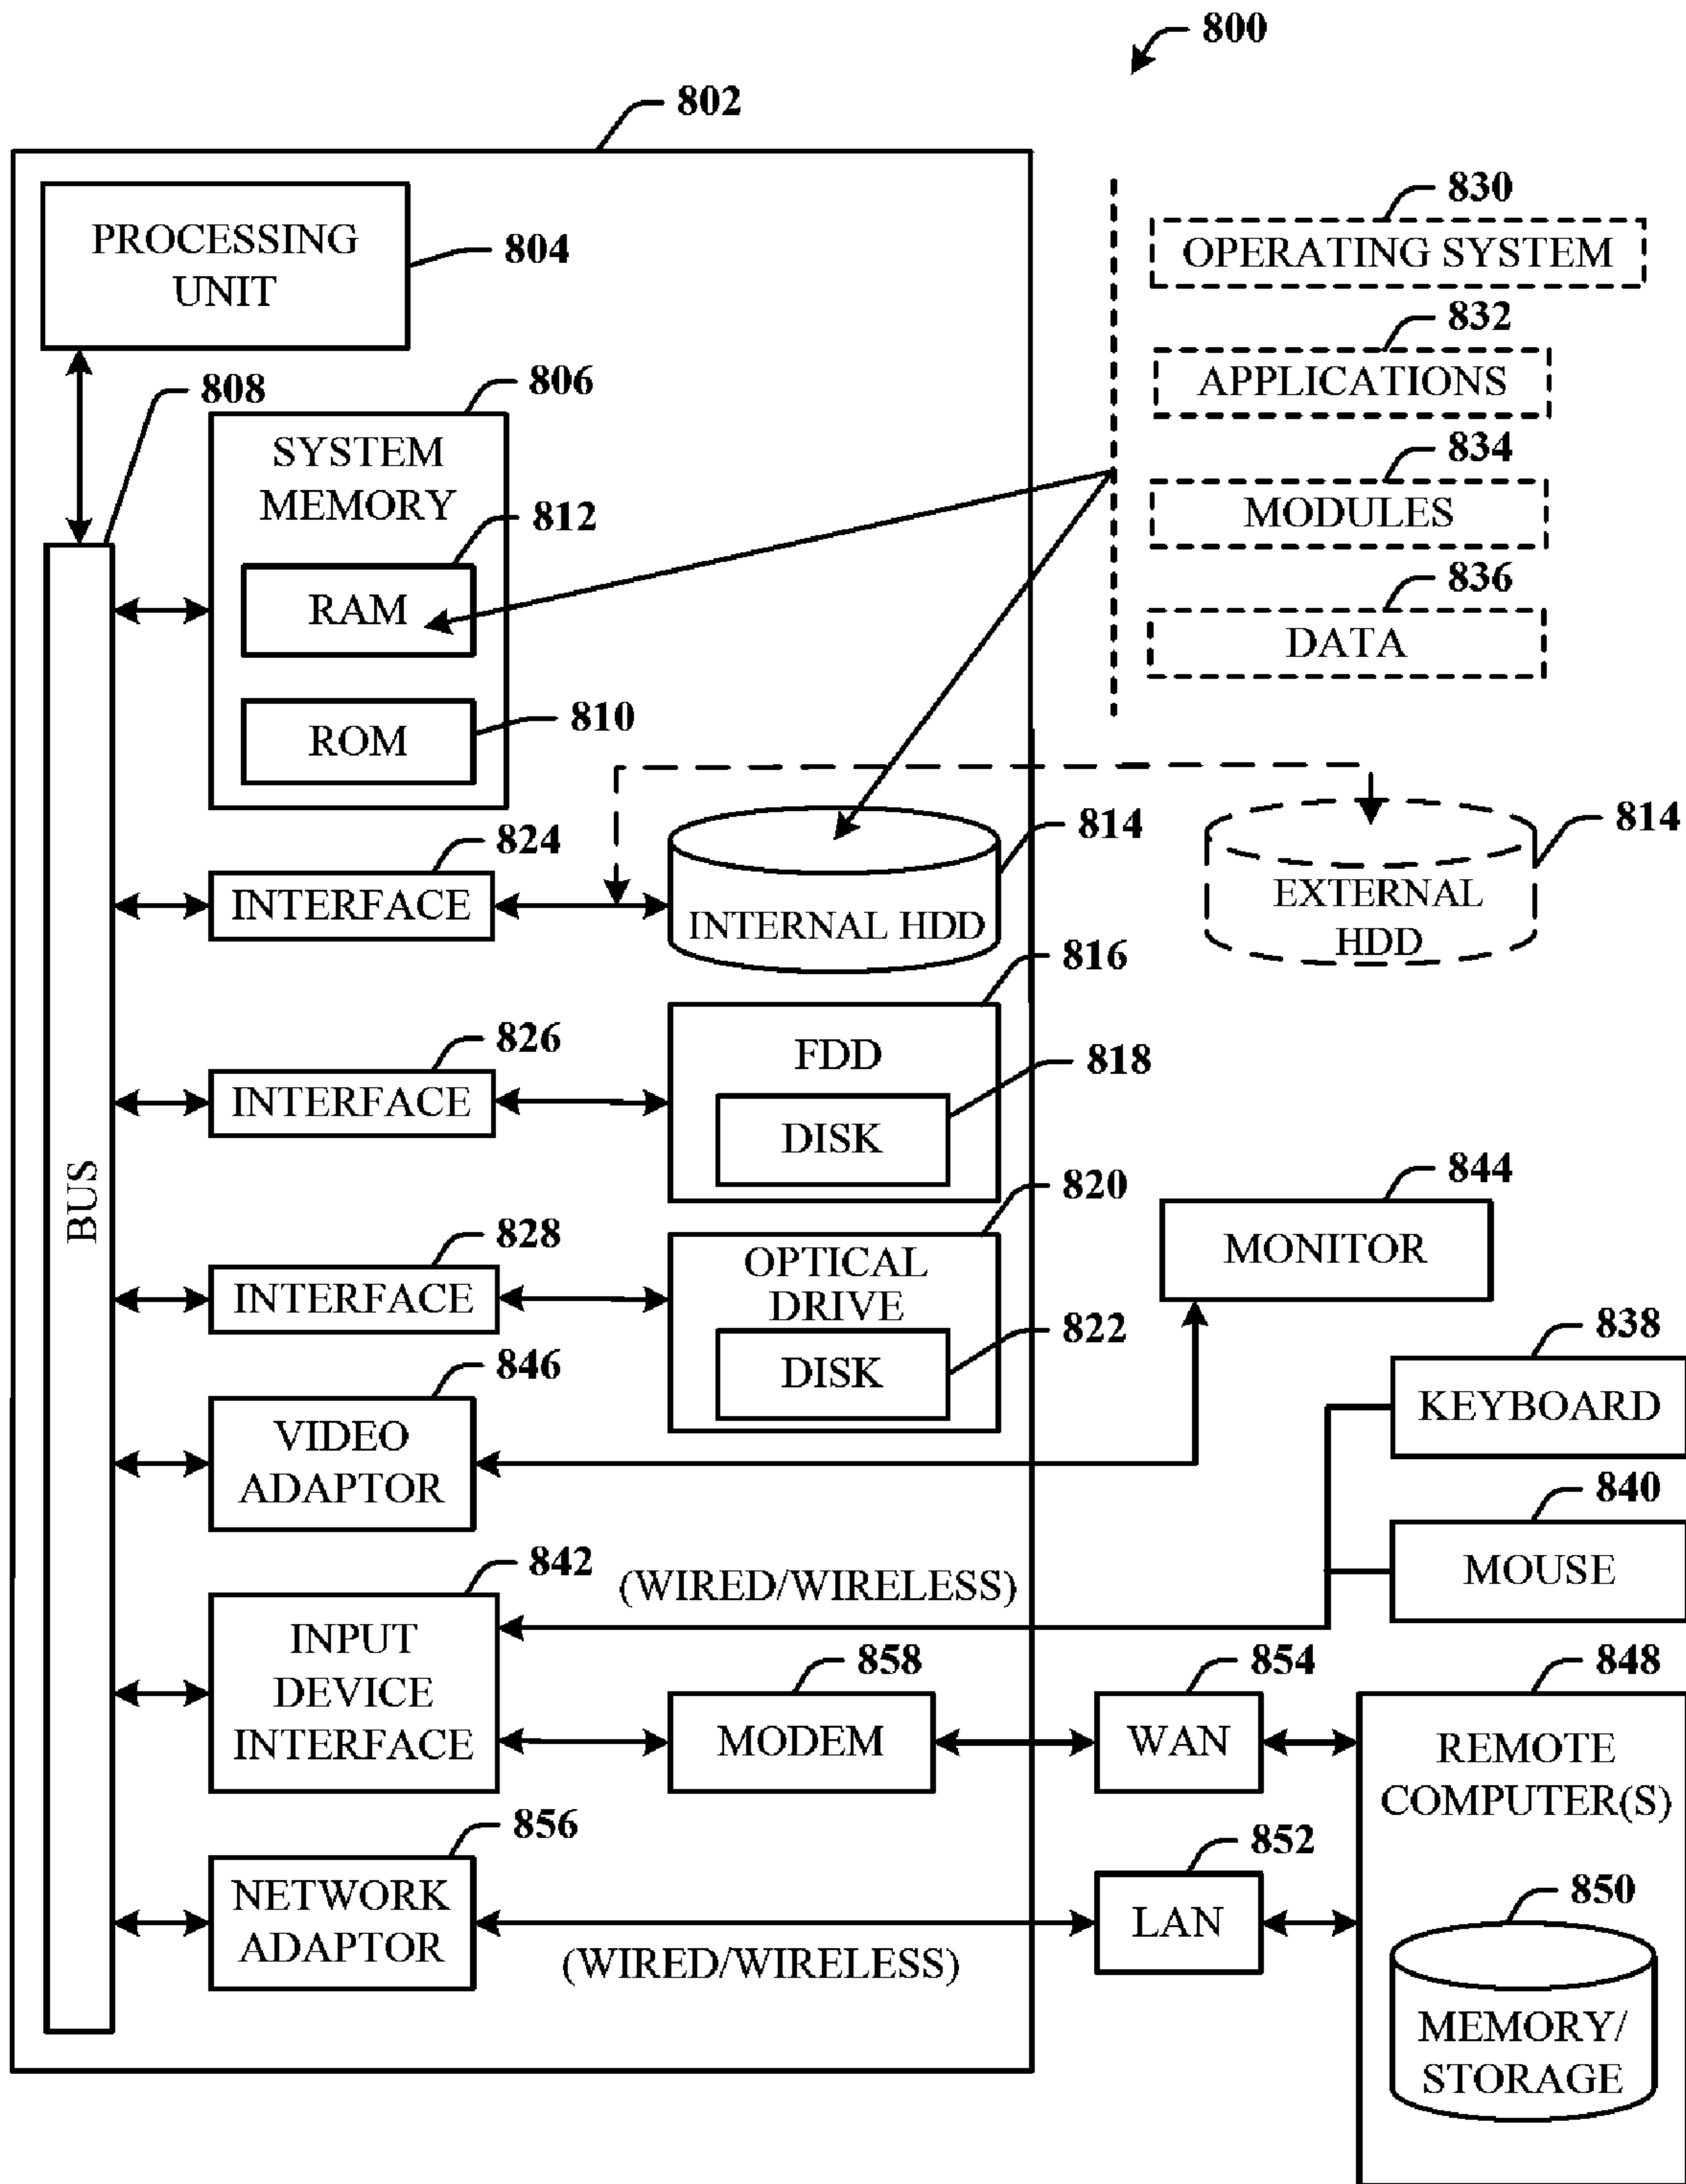 800
802
PROCESSING
UNIT
804
830
OPERATING SYSTEM
832
APPLICATIONS
834
MODULES
836
DATA
808
806
SYSTEM
MEMORY
812
RAM
810
ROM
824
INTERFACE
814
INTERNAL HDD
814
EXTERNAL
HDD
816
826
INTERFACE
FDD
818
DISK
BUS
844
MONITOR
820
828
INTERFACE
OPTICAL
DRIVE
822
DISK
838
KEYBOARD
846
VIDEO
ADAPTOR
840
MOUSE
842
(WIRED/WIRELESS)
INPUT
DEVICE
INTERFACE
858
MODEM
854
WAN
848
REMOTE
COMPUTER(S)
856
NETWORK
ADAPTOR
(WIRED/WIRELESS)
852
LAN
850
MEMORY/
STORAGE